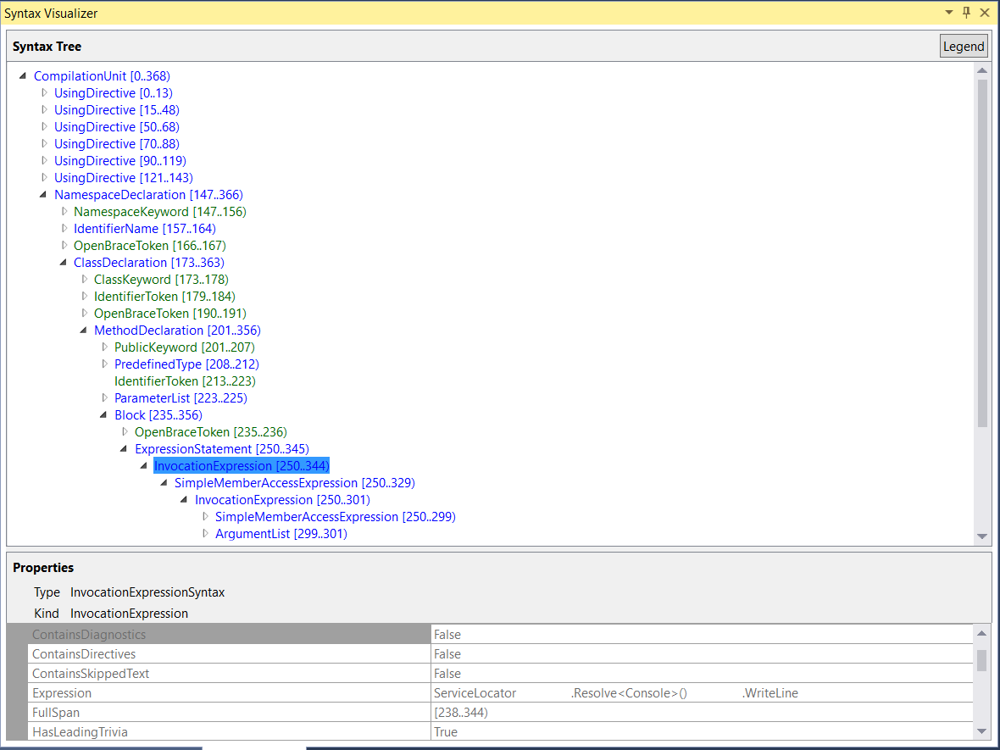 Syntax Visualizer
Syntax Tree
Legend
CompilationUnit [0..368)
UsingDirective [0..13)
UsingDirective [15..48)
UsingDirective [50..68)
UsingDirective [70..88)
UsingDirective [90..119)
UsingDirective [121..143)
NamespaceDeclaration [147..366)
NamespaceKeyword [147..156)
IdentifierName [157..164)
OpenBraceToken [166..167)
ClassDeclaration [173..363)
ClassKeyword [173..178)
IdentifierToken [179..184)
OpenBraceToken [190..191)
MethodDeclaration [201..356)
PublicKeyword [201..207)
PredefinedType [208..212)
IdentifierToken [213..223)
ParameterList [223..225)
Block [235..356)
OpenBraceToken [235..236)
ExpressionStatement [250..345)
InvocationExpression [250..344)
SimpleMemberAccessExpression [250..329)
InvocationExpression [250..301)
SimpleMemberAccessExpression [250..299)
ArgumentList [299..301)
Properties
Type InvocationExpressionSyntax
Kind InvocationExpression
ContainsDiagnostics False
ContainsDirectives False
ContainsSkippedText False
Expression ServiceLocator .Resolve<Console>() .WriteLine
FullSpan [238..344)
HasLeadingTrivia True